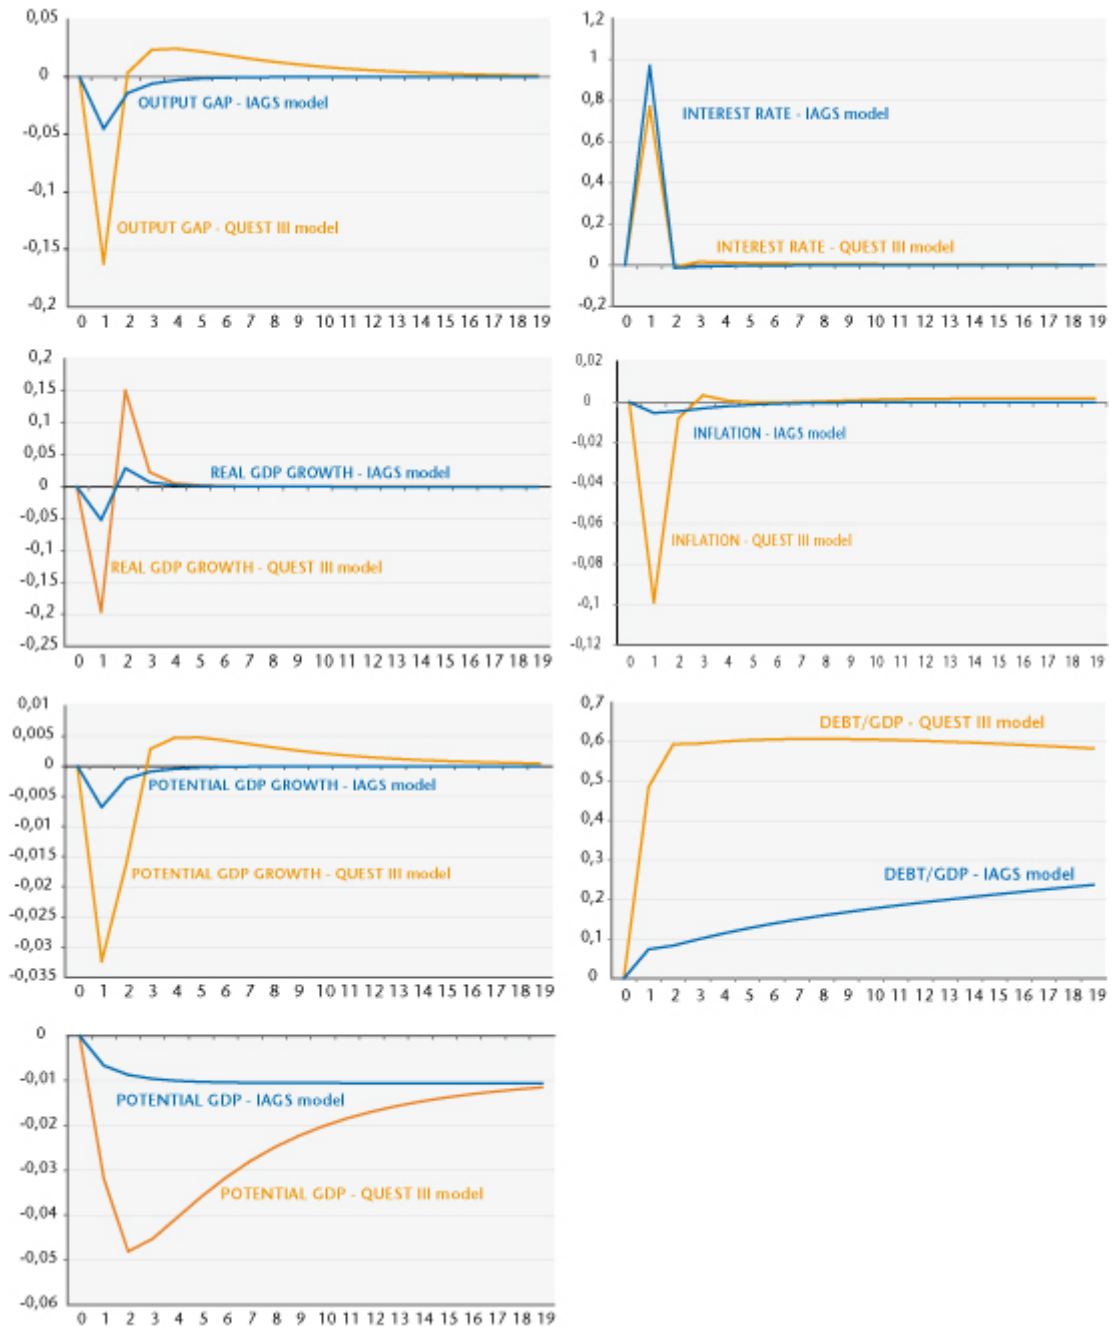 0,05
0
-0,05
-0,1
-0,15
-0,2
OUTPUT GAP - IAGS model
OUTPUT GAP - QUEST III model
0 1 2 3 4 5 6 7 8 9 10 11 12 13 14 15 16 17 18 19
1,2
1
0,8
0,6
0,4
0,2
0
-0,2
INTEREST RATE - IAGS model
INTEREST RATE - QUEST III model
0 1 2 3 4 5 6 7 8 9 10 11 12 13 14 15 16 17 18 19
0,2
0,15
0,1
0,05
0
-0,05
-0,1
-0,15
-0,2
-0,25
REAL GDP GROWTH - IAGS model
REAL GDP GROWTH - QUEST III model
0 1 2 3 4 5 6 7 8 9 10 11 12 13 14 15 16 17 18 19
0,02
0
-0,02
-0,04
-0,06
-0,08
-0,1
-0,12
INFLATION - IAGS model
INFLATION - QUEST III model
0 1 2 3 4 5 6 7 8 9 10 11 12 13 14 15 16 17 18 19
0,01
0,005
0
-0,005
-0,01
-0,015
-0,02
-0,025
-0,03
-0,035
POTENTIAL GDP GROWTH - IAGS model
POTENTIAL GDP GROWTH - QUEST III model
0 1 2 3 4 5 6 7 8 9 10 11 12 13 14 15 16 17 18 19
0,7
0,6
0,5
0,4
0,3
0,2
0,1
0
DEBT/GDP - QUEST III model
DEBT/GDP - IAGS model
0 1 2 3 4 5 6 7 8 9 10 11 12 13 14 15 16 17 18 19
0
-0,01
-0,02
-0,03
-0,04
-0,05
-0,06
POTENTIAL GDP - IAGS model
POTENTIAL GDP - QUEST III model
0 1 2 3 4 5 6 7 8 9 10 11 12 13 14 15 16 17 18 19